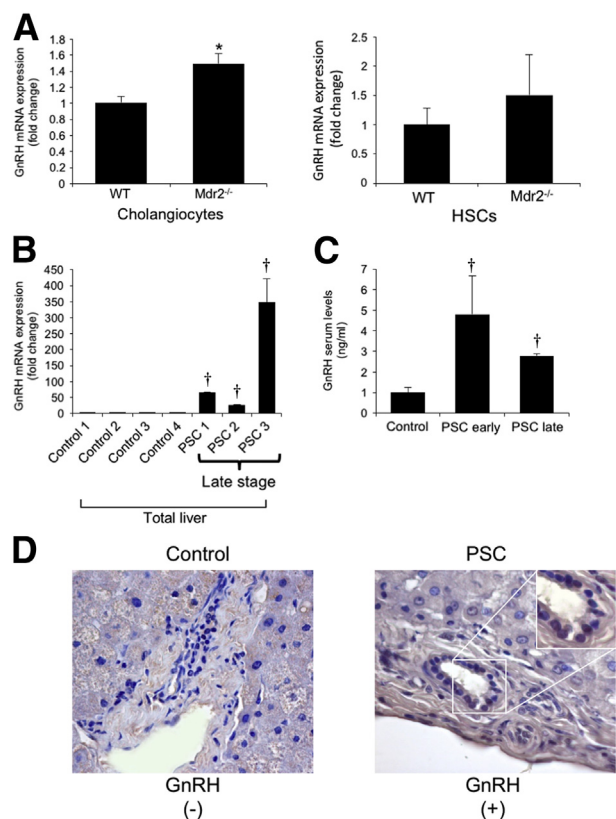 A
GnRH mRNA expression
(fold change)
1.8
1.6
1.4
1.2
1
0.8
0.6
0.4
0.2
0
*
WT
Mdr2-/-
Cholangiocytes
GnRH mRNA expression
(fold change)
2.5
2
1.5
1
0.5
0
WT
Mdr2-/-
HSCs
B
GnRH mRNA expression
(fold change)
450
400
350
300
250
200
150
100
50
0
†
†
†
Control 1
Control 2
Control 3
Control 4
PSC 1
PSC 2
PSC 3
Late stage
Total liver
C
GnRH serum levels
(ng/ml)
7
6
5
4
3
2
1
0
†
†
Control
PSC early
PSC late
D
Control
PSC
GnRH
(-)
GnRH
(+)